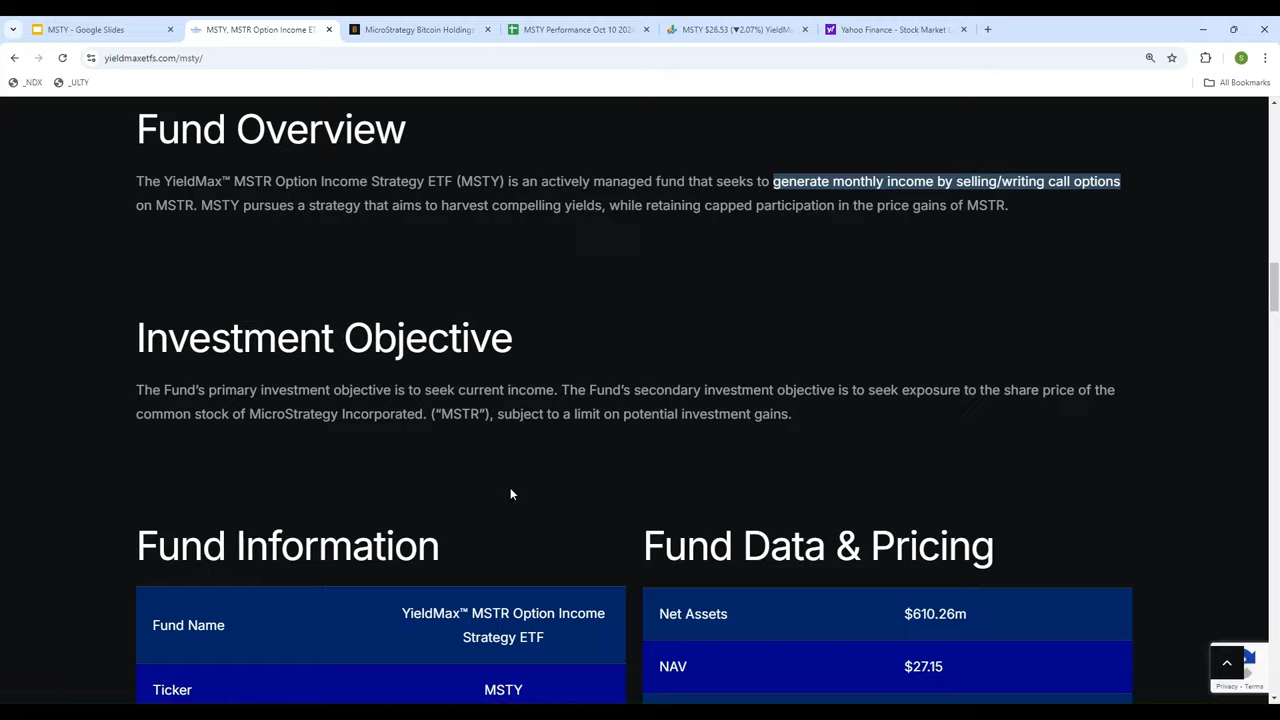 MSTY - Google Slides
MSTY, MSTR Option Income ET
MicroStrategy Bitcoin Holdings
MSTY Performance Oct 10 202
MSTY $26.53 (▼2.07%) YieldMa
Yahoo Finance - Stock Market L
yieldmaxetfs.com/msty/
S
_NDX
_ULTY
All Bookmarks
Fund Overview
The YieldMax™ MSTR Option Income Strategy ETF (MSTY) is an actively managed fund that seeks to generate monthly income by selling/writing call options
on MSTR. MSTY pursues a strategy that aims to harvest compelling yields, while retaining capped participation in the price gains of MSTR.
Investment Objective
The Fund's primary investment objective is to seek current income. The Fund's secondary investment objective is to seek exposure to the share price of the
common stock of MicroStrategy Incorporated. ("MSTR"), subject to a limit on potential investment gains.
Fund Information
Fund Data & Pricing
Fund Name
YieldMax™ MSTR Option Income
Strategy ETF
Ticker
MSTY
Net Assets
$610.26m
NAV
$27.15
Privacy - Terms